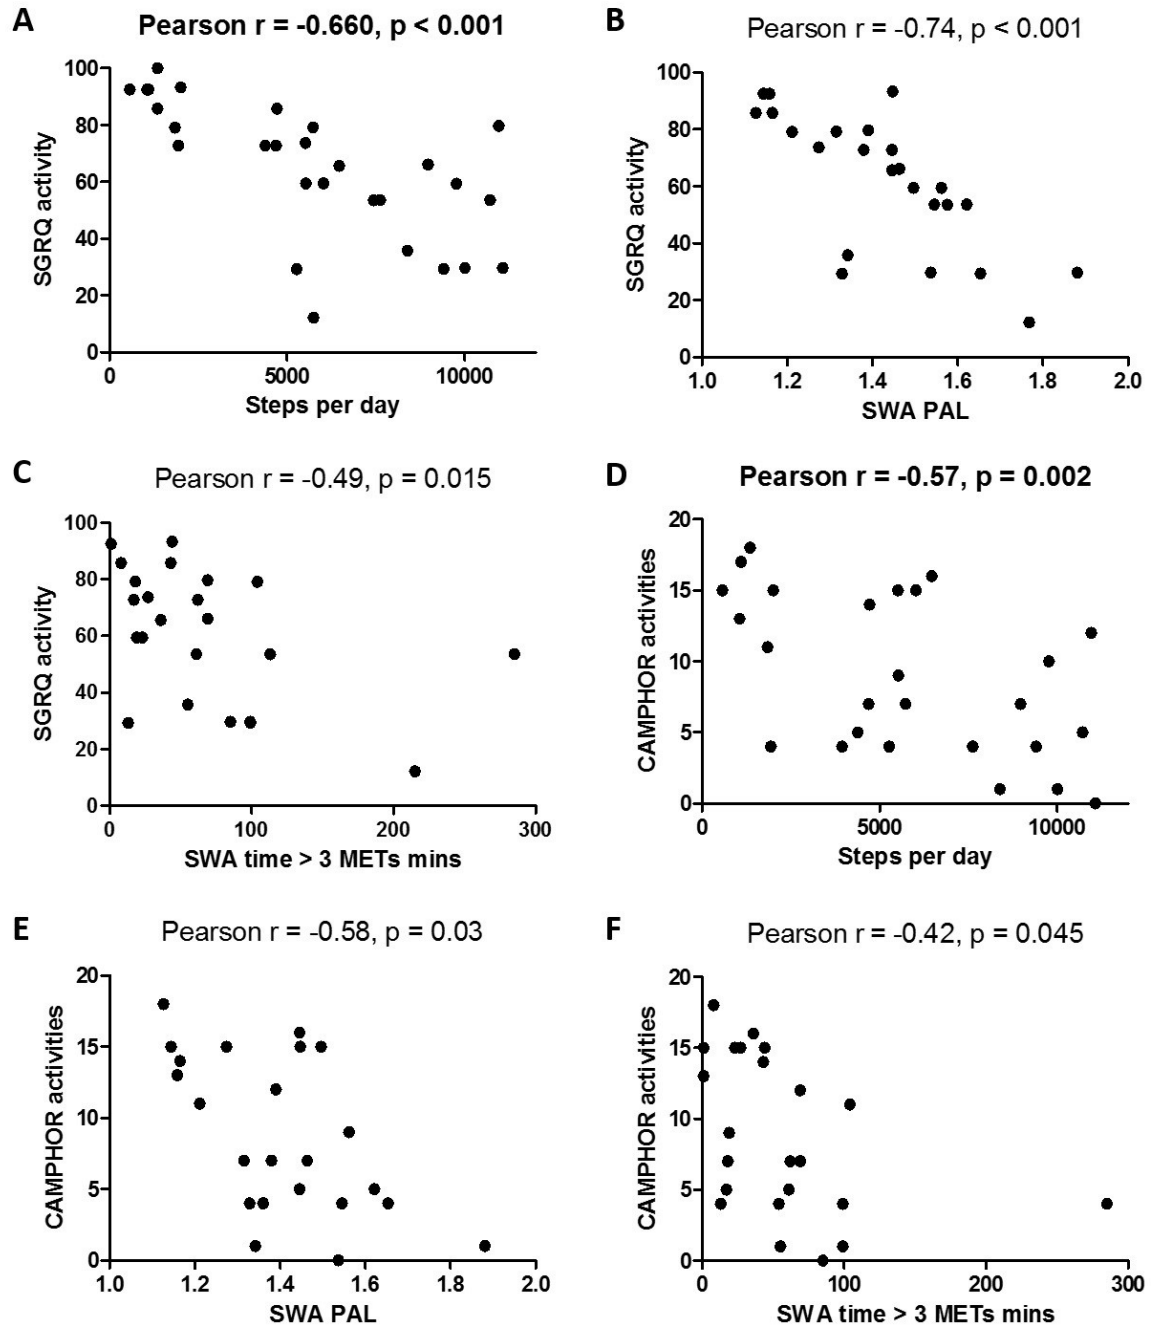 A
Pearson r = -0.660, p < 0.001
SGRQ activity
100
80
60
40
20
0
0 5000 10000
Steps per day
B
Pearson r = -0.74, p < 0.001
SGRQ activity
100
80
60
40
20
0
1.0 1.2 1.4 1.6 1.8 2.0
SWA PAL
C
Pearson r = -0.49, p = 0.015
SGRQ activity
100
80
60
40
20
0
0 100 200 300
SWA time > 3 METs mins
D
Pearson r = -0.57, p = 0.002
CAMPHOR activities
20
15
10
5
0
0 5000 10000
Steps per day
E
Pearson r = -0.58, p = 0.03
CAMPHOR activities
20
15
10
5
0
1.0 1.2 1.4 1.6 1.8 2.0
SWA PAL
F
Pearson r = -0.42, p = 0.045
CAMPHOR activities
20
15
10
5
0
0 100 200 300
SWA time > 3 METs mins